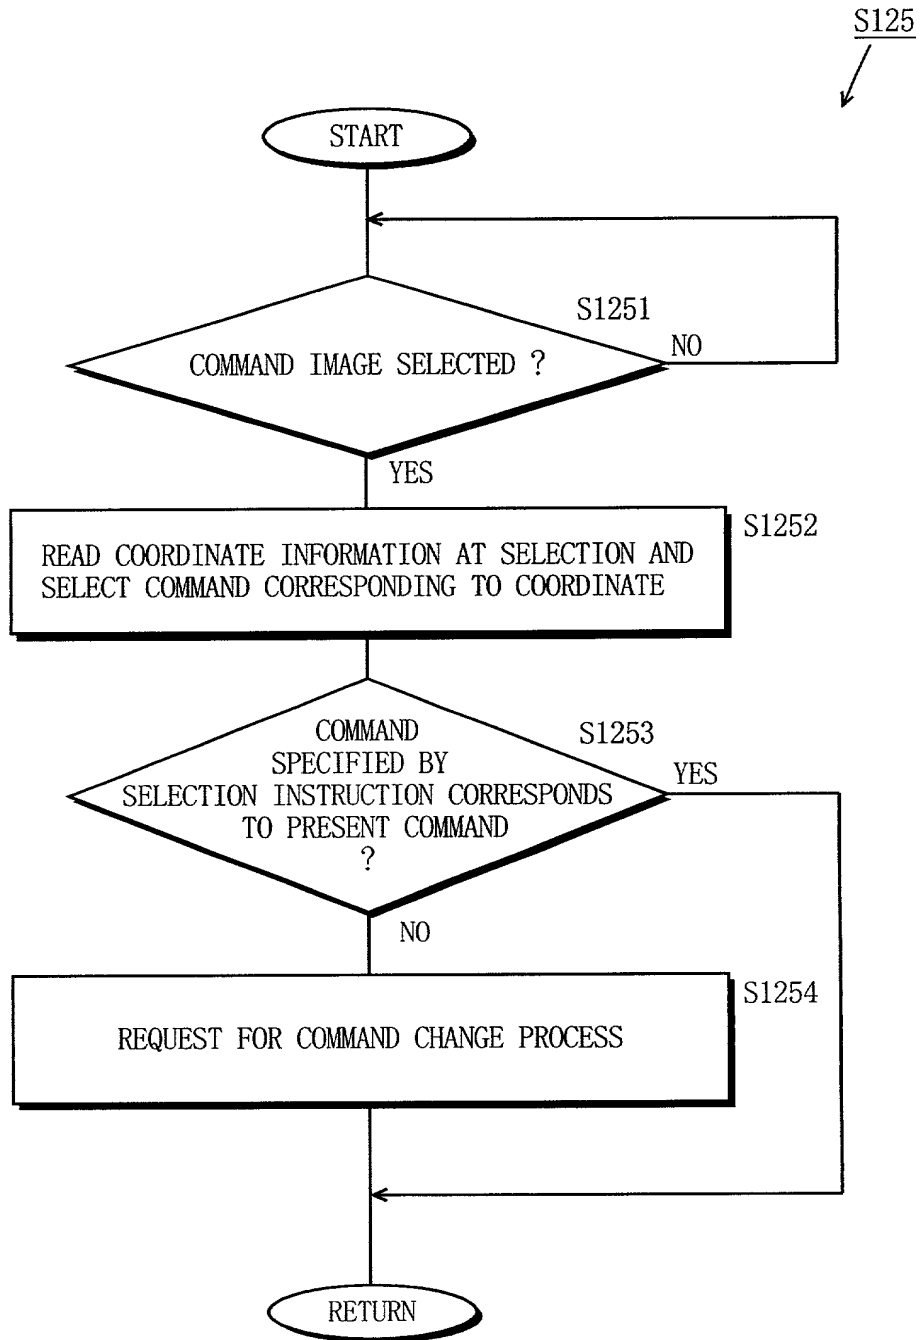 S125
START
S1251
NO
COMMAND IMAGE SELECTED ?
YES
S1252
READ COORDINATE INFORMATION AT SELECTION AND
SELECT COMMAND CORRESPONDING TO COORDINATE
COMMAND
S1253
SPECIFIED BY
YES
SELECTION INSTRUCTION CORRESPONDS
TO PRESENT COMMAND
?
NO
S1254
REQUEST FOR COMMAND CHANGE PROCESS
RETURN